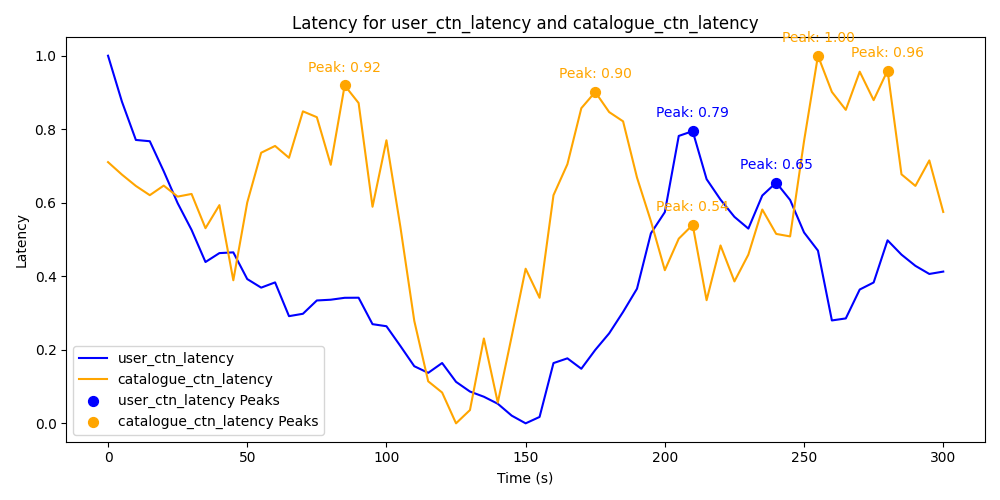 Latency for user_ctn_latency and catalogue_ctn_latency
Peak: 1.00
Peak: 0.96
Peak: 0.92
Peak: 0.90
Peak: 0.79
Peak: 0.65
Peak: 0.54
1.0
0.8
0.6
0.4
0.2
0.0
Latency
user_ctn_latency
catalogue_ctn_latency
user_ctn_latency Peaks
catalogue_ctn_latency Peaks
0 50 100 150 200 250 300
Time (s)